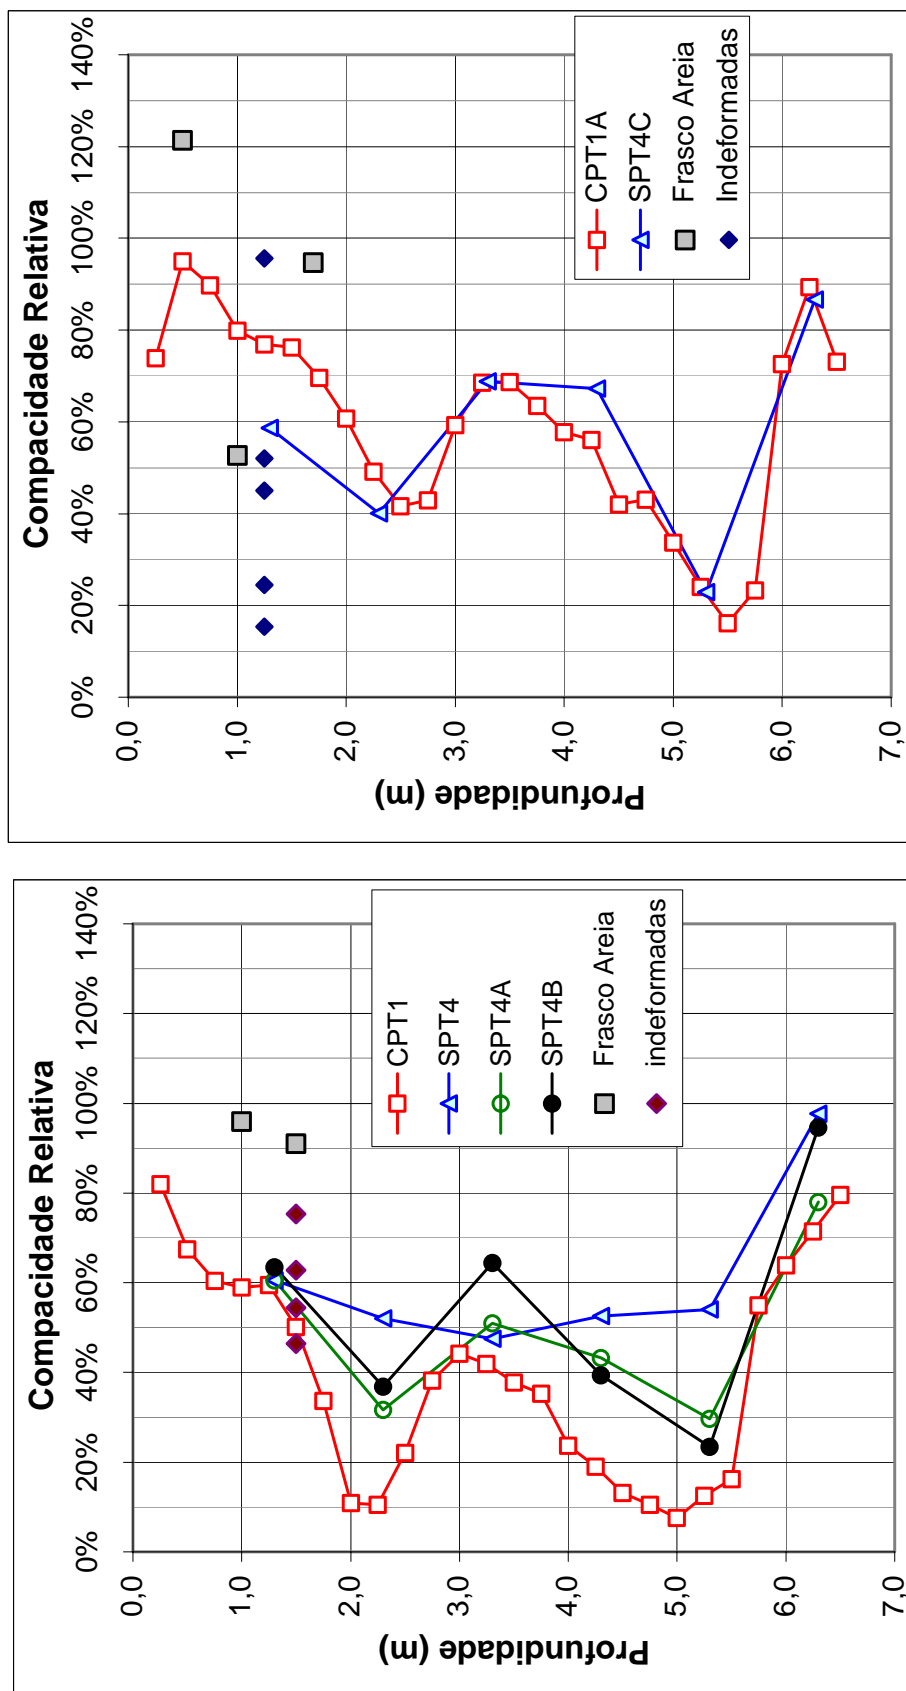 Compacidade Relativa
0% 20% 40% 60% 80% 100% 120% 140%
0,0
1,0
2,0
3,0
4,0
5,0
6,0
7,0
Profundidade (m)
CPT1
SPT4
SPT4A
SPT4B
Frasco Areia
indeformadas
Compacidade Relativa
0% 20% 40% 60% 80% 100% 120% 140%
0,0
1,0
2,0
3,0
4,0
5,0
6,0
7,0
Profundidade (m)
CPT1A
SPT4C
Frasco Areia
Indeformadas